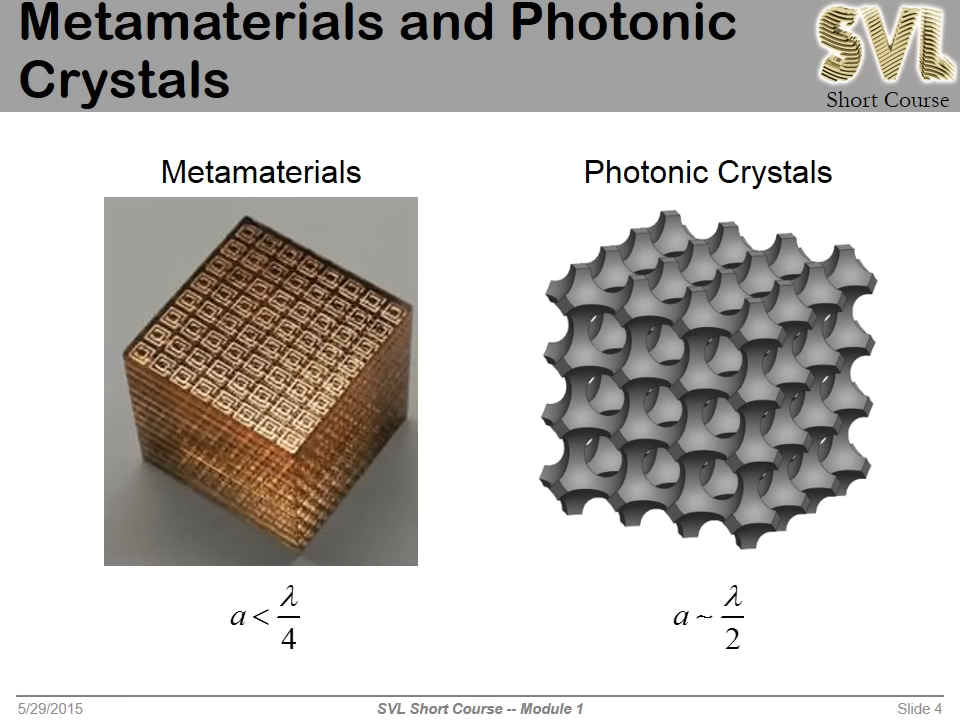 Metamaterials and Photonic
Crystals
SVL
Short Course
Metamaterials
Photonic Crystals
a < λ/4
a ~ λ/2
5/29/2015
SVL Short Course -- Module 1
Slide 4